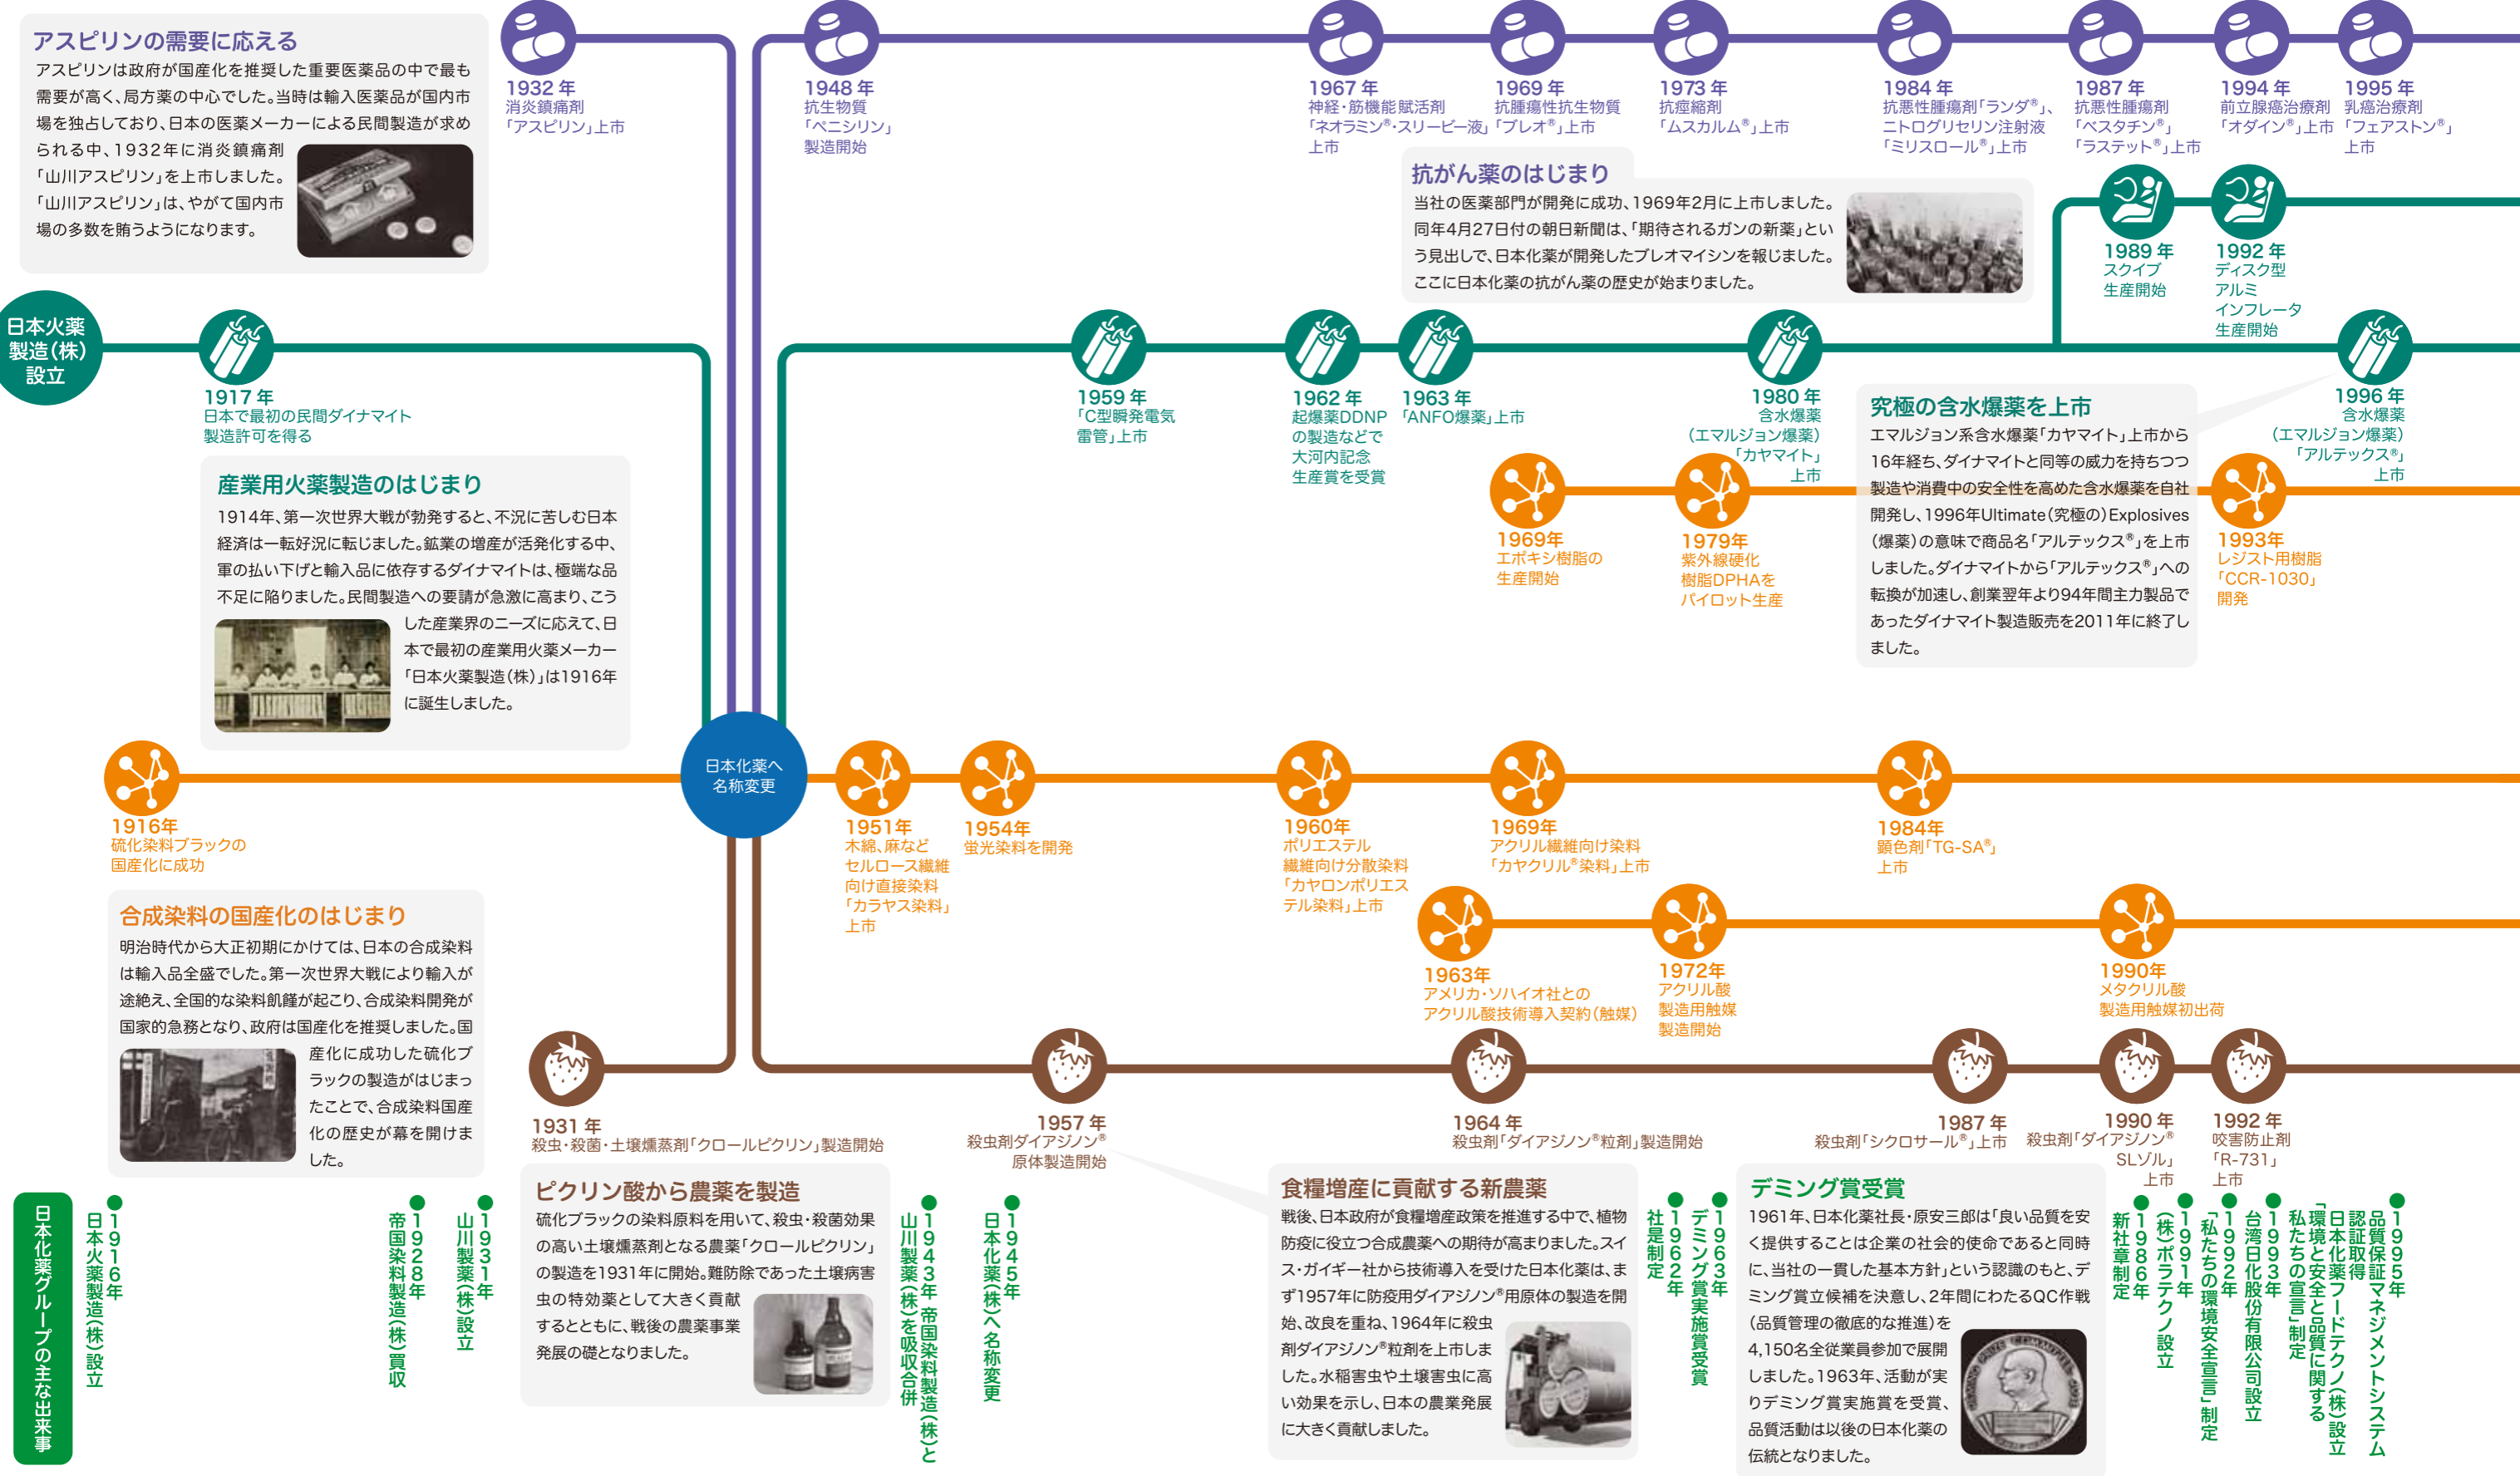 アスピリンの需要に応える
アスピリンは政府が国産化を推奨した重要医薬品の中で最も
需要が高く、局方薬の中心でした。当時は輸入医薬品が国内市
場を独占しており、日本の医薬メーカーによる民間製造が求め
られる中、1932年に消炎鎮痛剤
「山川アスピリン」を上市しました。
「山川アスピリン」は、やがて国内市
場の多数を賄うようになります。
1932 年
消炎鎮痛剤
「アスピリン」上市
1948 年
抗生物質
「ペニシリン」
製造開始
1967 年
神経・筋機能賦活剤
「ネオラミン®・スリービー液」
上市
1969 年
抗腫瘍性抗生物質
「ブレオ®」上市
1973 年
抗痙縮剤
「ムスカルム®」上市
1984 年
抗悪性腫瘍剤「ランダ®」、
ニトログリセリン注射液
「ミリスロール®」上市
1987 年
抗悪性腫瘍剤
「ベスタチン®」
「ラステット®」上市
1994 年
前立腺癌治療剤
「オダイン®」上市
1995 年
乳癌治療剤
「フェアストン®」
上市
抗がん薬のはじまり
当社の医薬部門が開発に成功、1969年2月に上市しました。
同年4月27日付の朝日新聞は、「期待されるガンの新薬」とい
う見出しで、日本化薬が開発したブレオマイシンを報じました。
ここに日本化薬の抗がん薬の歴史が始まりました。
1989 年
スクイブ
生産開始
1992 年
ディスク型
アルミ
インフレータ
生産開始
日本火薬
製造(株)
設立
1917 年
日本で最初の民間ダイナマイト
製造許可を得る
1959 年
「C型瞬発電気
雷管」上市
1962 年
起爆薬DDNP
の製造などで
大河内記念
生産賞を受賞
1963 年
「ANFO爆薬」上市
1980 年
含水爆薬
(エマルジョン爆薬)
「カヤマイト」
上市
1996 年
含水爆薬
(エマルジョン爆薬)
「アルテックス®」
上市
究極の含水爆薬を上市
エマルジョン系含水爆薬「カヤマイト」上市から
16年経ち、ダイナマイトと同等の威力を持ちつつ
製造や消費中の安全性を高めた含水爆薬を自社
開発し、1996年Ultimate(究極の)Explosives
(爆薬)の意味で商品名「アルテックス®」を上市
しました。ダイナマイトから「アルテックス®」への
転換が加速し、創業翌年より94年間主力製品で
あったダイナマイト製造販売を2011年に終了し
ました。
産業用火薬製造のはじまり
1914年、第一次世界大戦が勃発すると、不況に苦しむ日本
経済は一転好況に転じました。鉱業の増産が活発化する中、
軍の払い下げと輸入品に依存するダイナマイトは、極端な品
不足に陥りました。民間製造への要請が急激に高まり、こう
した産業界のニーズに応えて、日
本で最初の産業用火薬メーカー
「日本火薬製造(株)」は1916年
に誕生しました。
1969年
エポキシ樹脂の
生産開始
1979年
紫外線硬化
樹脂DPHAを
パイロット生産
1993年
レジスト用樹脂
「CCR-1030」
開発
日本化薬へ
名称変更
1916年
硫化染料ブラックの
国産化に成功
1951年
木綿、麻など
セルロース繊維
向け直接染料
「カラヤス染料」
上市
1954年
蛍光染料を開発
1960年
ポリエステル
繊維向け分散染料
「カヤロンポリエス
テル染料」上市
1969年
アクリル繊維向け染料
「カヤクリル®染料」上市
1984年
顕色剤「TG-SA®」
上市
1963年
アメリカ・ソハイオ社との
アクリル酸技術導入契約(触媒)
1972年
アクリル酸
製造用触媒
製造開始
1990年
メタクリル酸
製造用触媒初出荷
合成染料の国産化のはじまり
明治時代から大正初期にかけては、日本の合成染料
は輸入品全盛でした。第一次世界大戦により輸入が
途絶え、全国的な染料飢饉が起こり、合成染料開発が
国家的急務となり、政府は国産化を推奨しました。国
産化に成功した硫化ブ
ラックの製造がはじまっ
たことで、合成染料国産
化の歴史が幕を開けま
した。
1931 年
殺虫・殺菌・土壌燻蒸剤「クロールピクリン」製造開始
1957 年
殺虫剤ダイアジノン®
原体製造開始
1964 年
殺虫剤「ダイアジノン®粒剤」製造開始
1987 年
殺虫剤「シクロサール®」上市
1990 年
殺虫剤「ダイアジノン®
SLゾル」
上市
1992 年
咬害防止剤
「R-731」
上市
ピクリン酸から農薬を製造
硫化ブラックの染料原料を用いて、殺虫・殺菌効果
の高い土壌燻蒸剤となる農薬「クロールピクリン」
の製造を1931年に開始。難防除であった土壌病害
虫の特効薬として大きく貢献
するとともに、戦後の農薬事業
発展の礎となりました。
食糧増産に貢献する新農薬
戦後、日本政府が食糧増産政策を推進する中で、植物
防疫に役立つ合成農薬への期待が高まりました。スイ
ス・ガイギー社から技術導入を受けた日本化薬は、ま
ず1957年に防疫用ダイアジノン®用原体の製造を開
始、改良を重ね、1964年に殺虫
剤ダイアジノン®粒剤を上市しま
した。水稲害虫や土壌害虫に高
い効果を示し、日本の農業発展
に大きく貢献しました。
デミング賞受賞
1961年、日本化薬社長・原安三郎は「良い品質を安
く提供することは企業の社会的使命であると同時
に、当社の一貫した基本方針」という認識のもと、デ
ミング賞立候補を決意し、2年間にわたるQC作戦
(品質管理の徹底的な推進)を
4,150名全従業員参加で展開
しました。1963年、活動が実
りデミング賞実施賞を受賞、
品質活動は以後の日本化薬の
伝統となりました。
日本化薬グループの主な出来事
●1916年
日本火薬製造(株)設立
●1928年
帝国染料製造(株)買収
●1931年
山川製薬(株)設立
●1943年 帝国染料製造(株)と
山川製薬(株)を吸収合併
●1945年
日本化薬(株)へ名称変更
●1962年
社是制定
●1963年
デミング賞実施賞受賞
●1986年
新社章制定
●1991年
(株)ポラテクノ設立
●1992年
「私たちの環境安全宣言」制定
●1993年
台湾日化股份有限公司設立
●1995年
品質保証マネジメントシステム
認証取得
日本化薬フードテクノ(株)設立
「環境と安全と品質に関する
私たちの宣言」制定